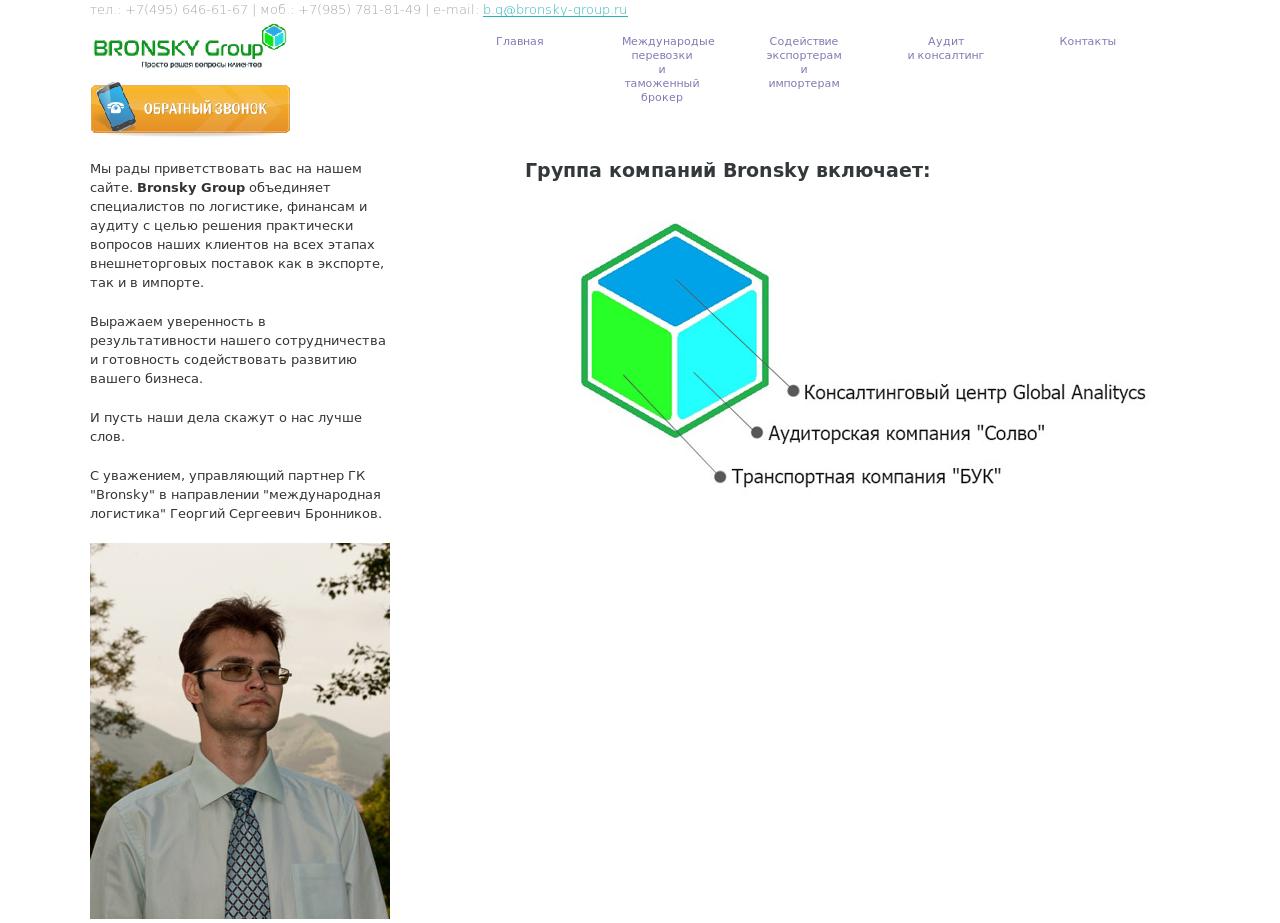 тел.: +7(495) 646-61-67 | моб.: +7(985) 781-81-49 | e-mail: b.g@bronsky-group.ru
BRONSKY Group
Просто решая вопросы клиентов
Главная
Международые
перевозки
и
таможенный
брокер
Содействие
экспортерам
и
импортерам
Аудит
и консалтинг
Контакты
ОБРАТНЫЙ ЗВОНОК
Мы рады приветствовать вас на нашем
сайте. Bronsky Group объединяет
специалистов по логистике, финансам и
аудиту с целью решения практически
вопросов наших клиентов на всех этапах
внешнеторговых поставок как в экспорте,
так и в импорте.
Выражаем уверенность в
результативности нашего сотрудничества
и готовность содействовать развитию
вашего бизнеса.
И пусть наши дела скажут о нас лучше
слов.
С уважением, управляющий партнер ГК
"Bronsky" в направлении "международная
логистика" Георгий Сергеевич Бронников.
Группа компаний Bronsky включает:
Консалтинговый центр Global Analitycs
Аудиторская компания "Солво"
Транспортная компания "БУК"